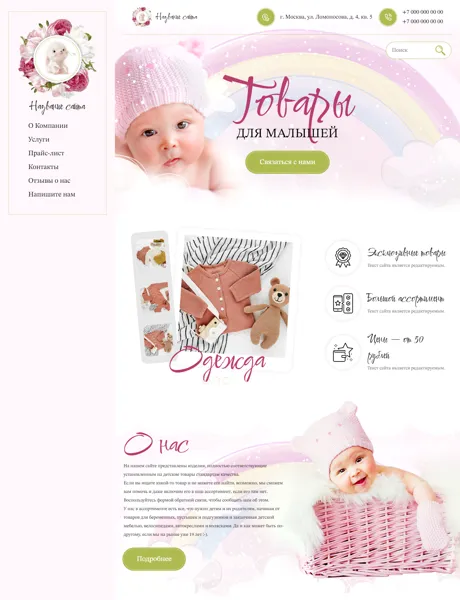 Название сайта
О Компании
Услуги
Прайс-лист
Контакты
Отзывы о нас
Напишите нам
Название сайта
г. Москва, ул. Ломоносова, д. 4, кв. 5
+7 000 000 00 00
+7 000 000 00 00
Поиск
Товары
ДЛЯ МАЛЫШЕЙ
Связаться с нами
Одежда
Эксклюзивные товары
Текст сайта является редактируемым.
Большой ассортимент
Текст сайта является редактируемым.
Цены — от 50
рублей
Текст сайта является редактируемым.
О нас
На нашем сайте представлены изделия, полностью соответствующие
установленным на детские товары стандартам качества.
Если вы ищете какой-то товар и не можете его найти, возможно, мы сможем
вам помочь и даже включим его в наш ассортимент, если его там нет.
Воспользуйтесь формой обратной связи, чтобы сообщить нам об этом.
У нас в ассортименте есть все, что нужно детям и их родителям, начиная от
товаров для беременных, игрушками и подгузников и заканчивая детской
мебелью, велосипедами, автокреслами и колясками. Да и как может быть
по-другому, если мы на рынке уже 14 лет :-).
Подробнее